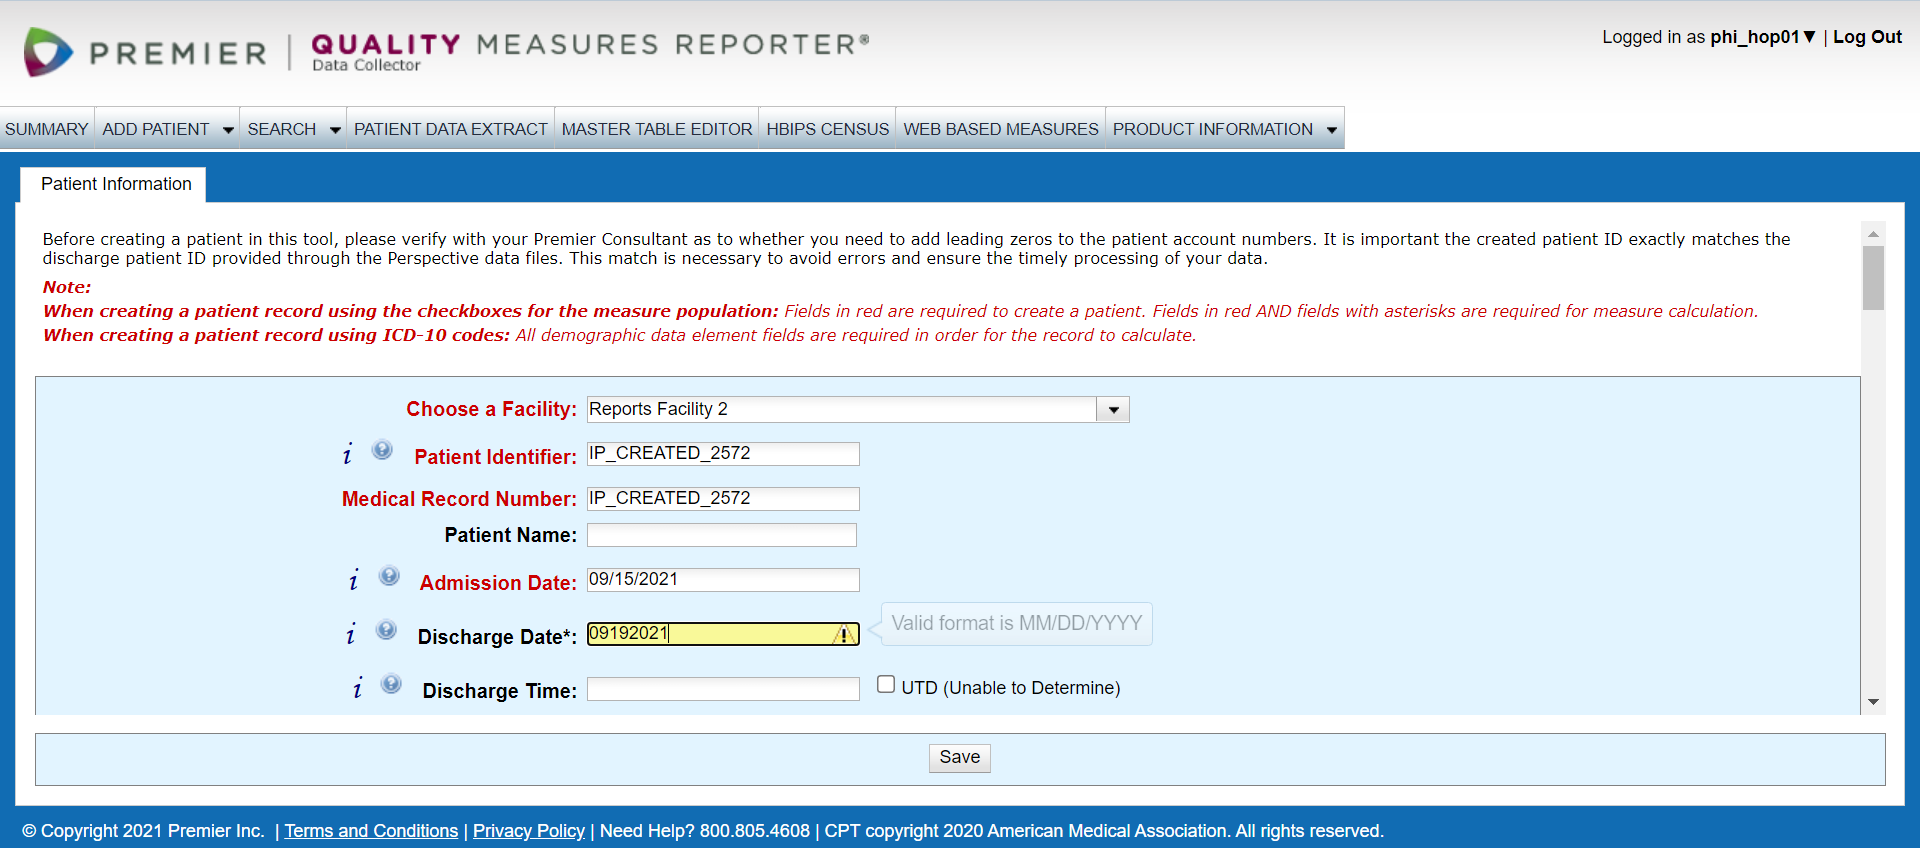 PREMIER | QUALITY MEASURES REPORTER®
Data Collector
Logged in as phi_hop01▼ | Log Out
SUMMARY ADD PATIENT ▼ SEARCH ▼ PATIENT DATA EXTRACT MASTER TABLE EDITOR HBIPS CENSUS WEB BASED MEASURES PRODUCT INFORMATION ▼
Patient Information
Before creating a patient in this tool, please verify with your Premier Consultant as to whether you need to add leading zeros to the patient account numbers. It is important the created patient ID exactly matches the
discharge patient ID provided through the Perspective data files. This match is necessary to avoid errors and ensure the timely processing of your data.
Note:
When creating a patient record using the checkboxes for the measure population: Fields in red are required to create a patient. Fields in red AND fields with asterisks are required for measure calculation.
When creating a patient record using ICD-10 codes: All demographic data element fields are required in order for the record to calculate.
Choose a Facility: Reports Facility 2
i ? Patient Identifier: IP_CREATED_2572
Medical Record Number: IP_CREATED_2572
Patient Name:
i ? Admission Date: 09/15/2021
i ? Discharge Date*: 09192021 Valid format is MM/DD/YYYY
i ? Discharge Time: UTD (Unable to Determine)
Save
© Copyright 2021 Premier Inc. | Terms and Conditions | Privacy Policy | Need Help? 800.805.4608 | CPT copyright 2020 American Medical Association. All rights reserved.